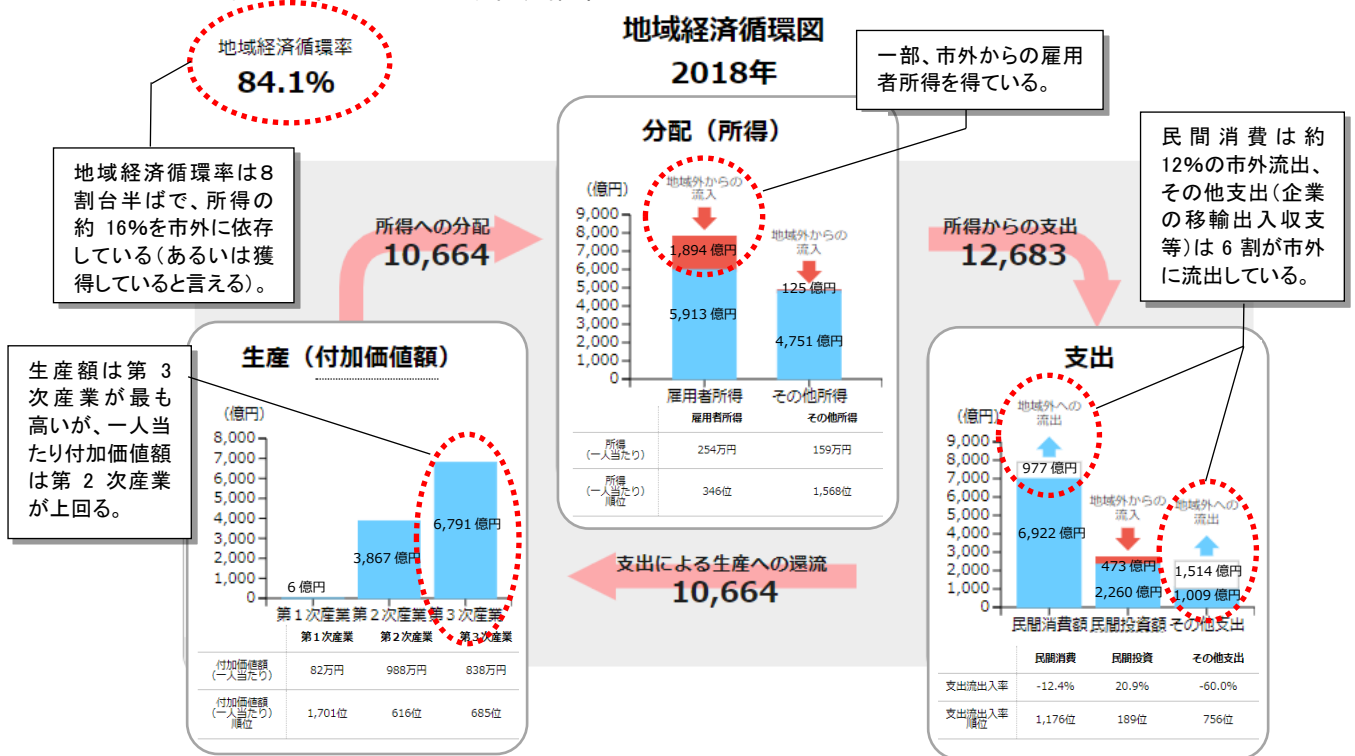 地域経済循環図
2018年
地域経済循環率
84.1%
地域経済循環率は8
割台半ばで、所得の
約 16%を市外に依存
している(あるいは獲
得していると言える)。
一部、市外からの雇用
者所得を得ている。
民間消費は約
12%の市外流出、
その他支出(企業
の移輸出入収支
等)は 6 割が市外
に流出している。
生産額は第 3
次産業が最も
高いが、一人当
たり付加価値額
は第 2 次産業
が上回る。
所得への分配
10,664
所得からの支出
12,683
支出による生産への還流
10,664
分配(所得)
(億円)
地域外からの
流入
地域外からの
流入
9,000
8,000
7,000
6,000
5,000
4,000
3,000
2,000
1,000
0
1,894 億円
5,913 億円
125 億円
4,751 億円
雇用者所得 その他所得
雇用者所得 その他所得
所得
(一人当たり) 254万円 159万円
所得
(一人当たり)
順位 346位 1,568位
生産(付加価値額)
(億円)
8,000
7,000
6,000
5,000
4,000
3,000
2,000
1,000
0
6 億円
3,867 億円
6,791 億円
第1次産業 第2次産業 第3次産業
第1次産業 第2次産業 第3次産業
付加価値額
(一人当たり) 82万円 988万円 838万円
付加価値額
(一人当たり)
順位 1,701位 616位 685位
支出
(億円)
地域外への
流出
地域外からの
流入
地域外への
流出
9,000
8,000
7,000
6,000
5,000
4,000
3,000
2,000
1,000
0
977 億円
6,922 億円
473 億円
2,260 億円
1,514 億円
1,009 億円
民間消費額 民間投資額 その他支出
民間消費 民間投資 その他支出
支出流出入率 -12.4% 20.9% -60.0%
支出流出入率
順位 1,176位 189位 756位